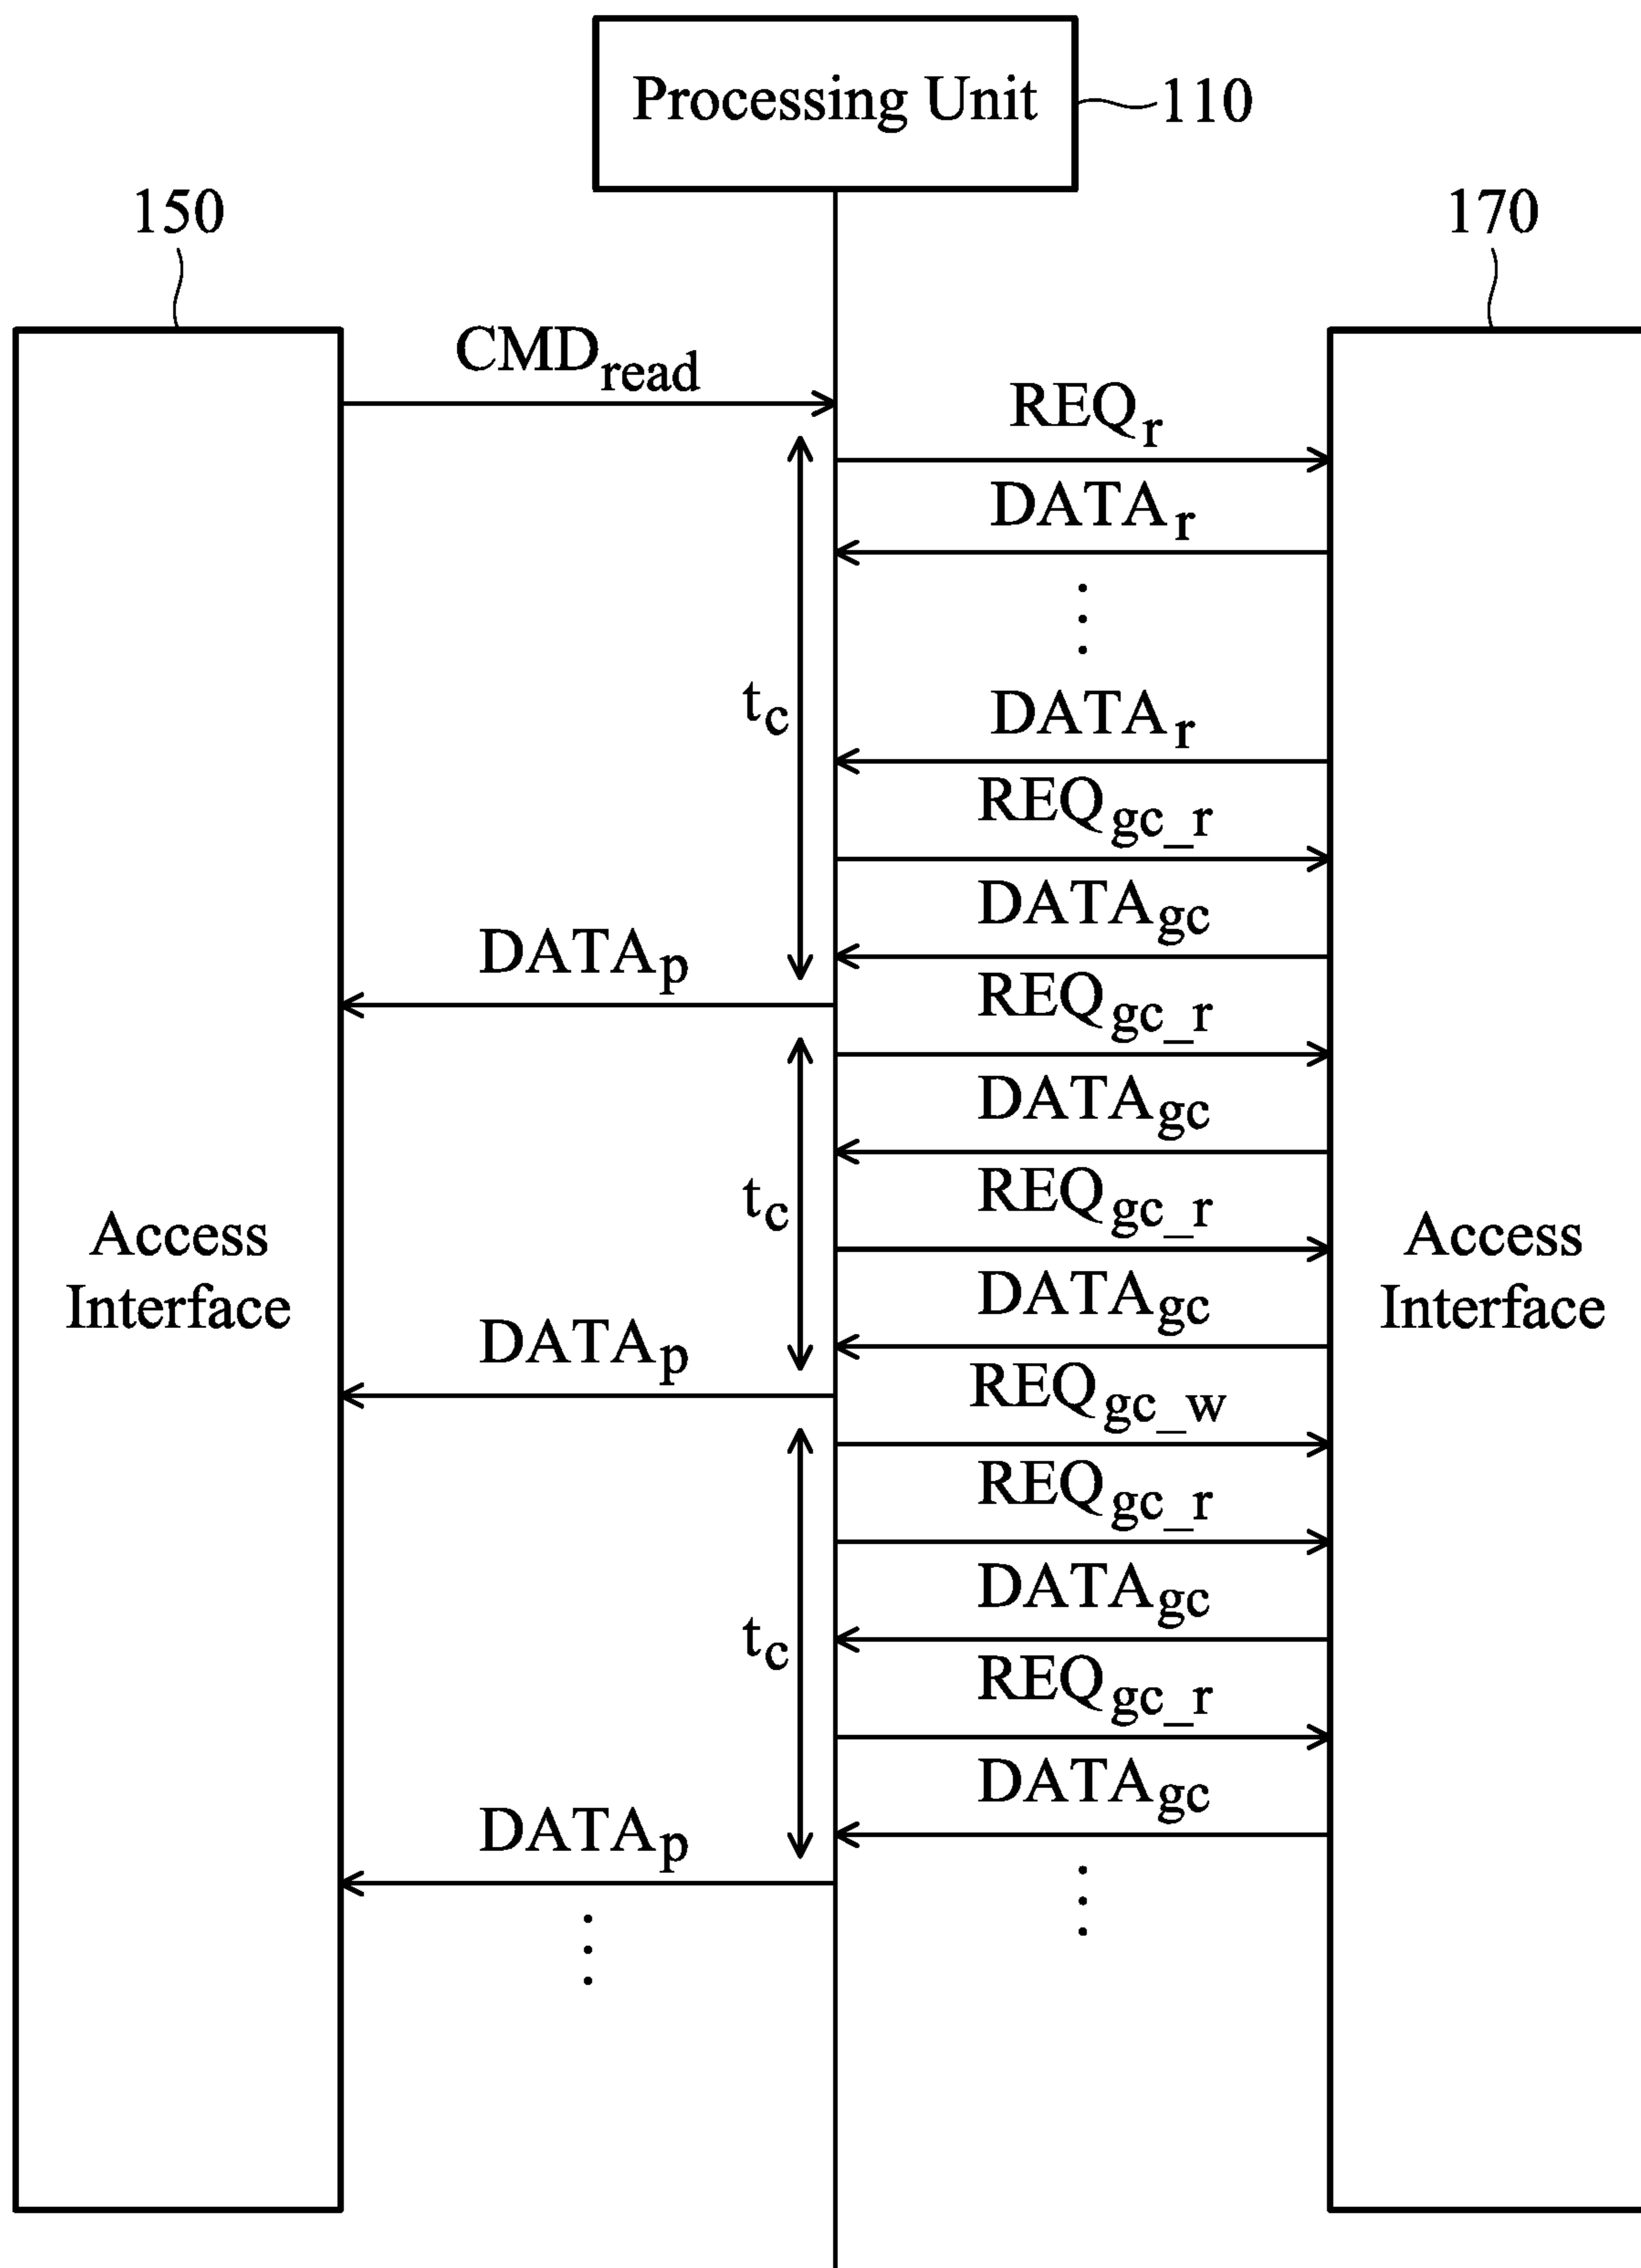 Processing Unit
110
150
170
CMDread
REQr
DATAr
⋮
tc
DATAr
REQgc_r
DATAgc
DATAp
REQgc_r
DATAgc
tc
REQgc_r
Access
Interface
Access
Interface
DATAgc
DATAp
REQgc_w
REQgc_r
DATAgc
tc
REQgc_r
DATAgc
DATAp
⋮
⋮